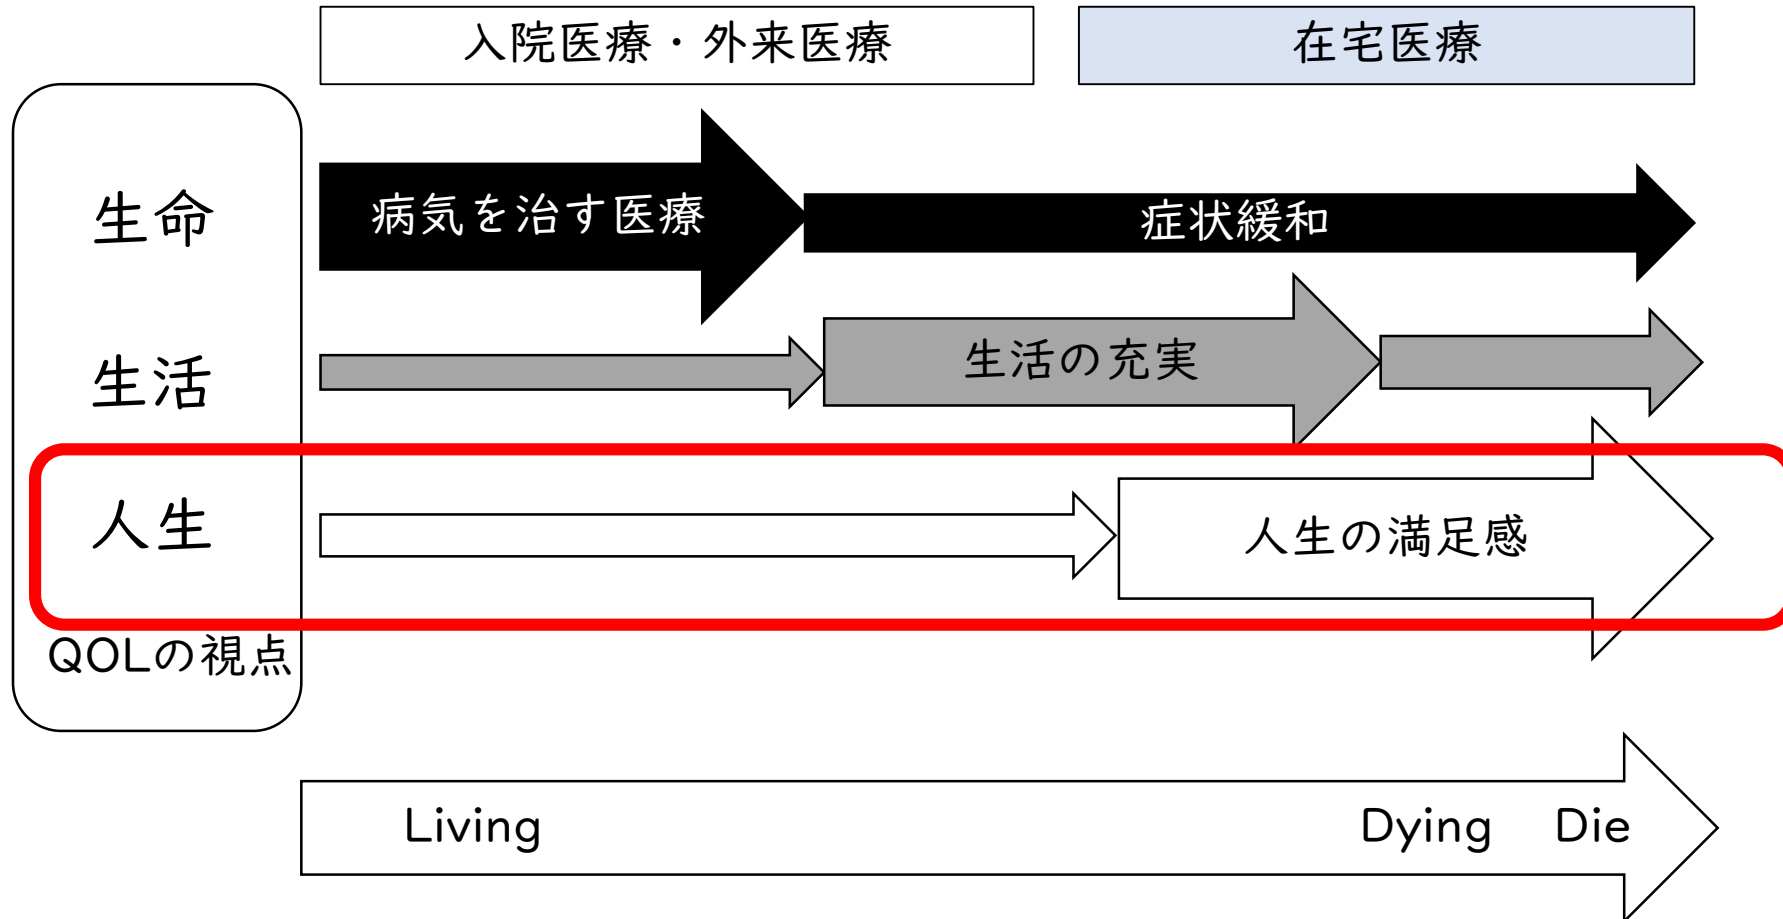 入院医療・外来医療
在宅医療
生命
病気を治す医療
症状緩和
生活
生活の充実
人生
人生の満足感
QOLの視点
Living
Dying
Die